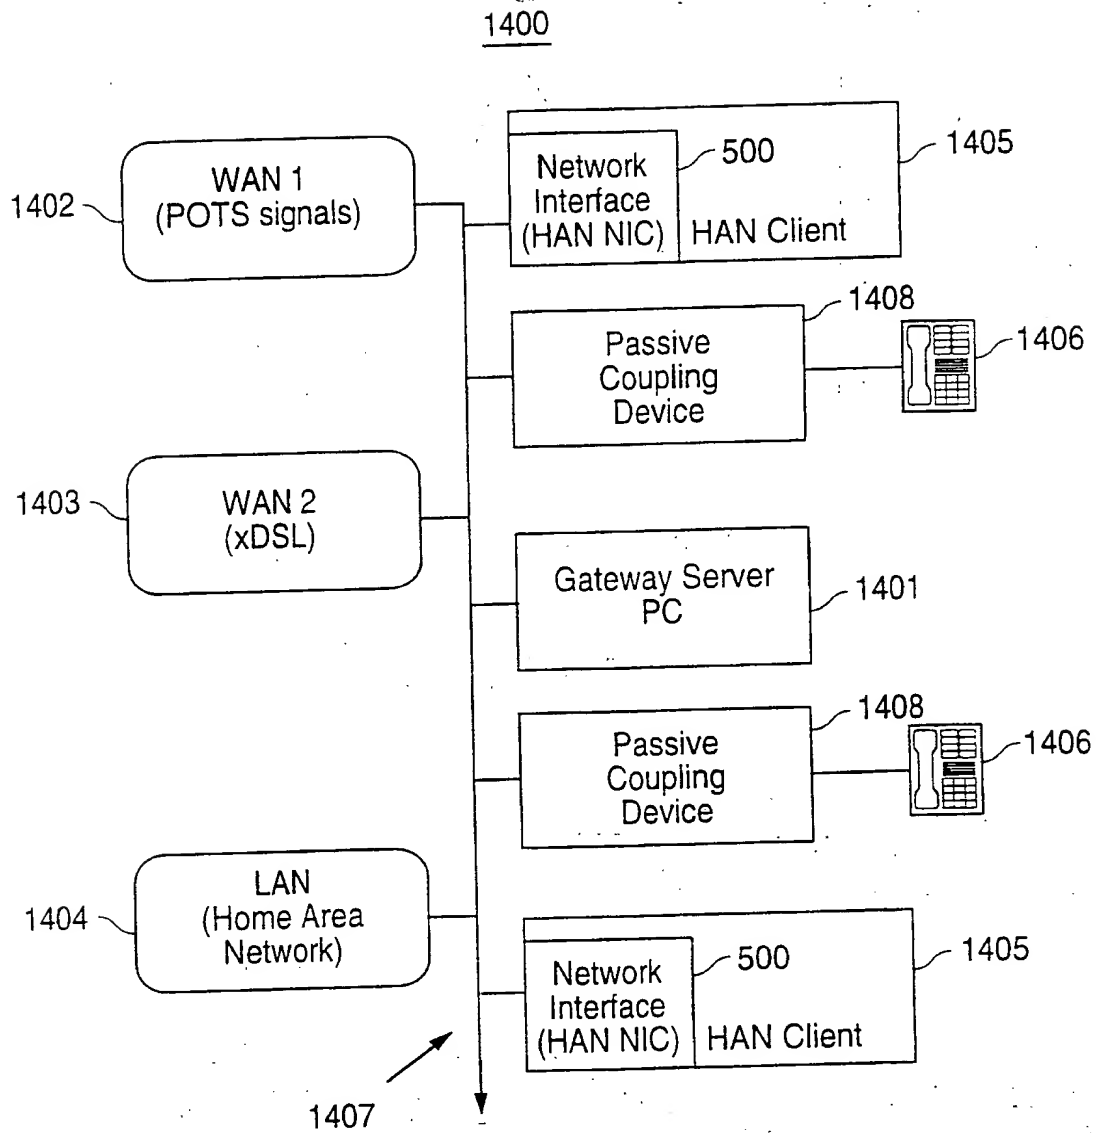 1400
WAN 1
(POTS signals)
1402
Network
Interface
(HAN NIC)
500
HAN Client
1405
Passive
Coupling
Device
1408
1406
WAN 2
(xDSL)
1403
Gateway Server
PC
1401
Passive
Coupling
Device
1408
1406
LAN
(Home Area
Network)
1404
Network
Interface
(HAN NIC)
500
HAN Client
1405
1407